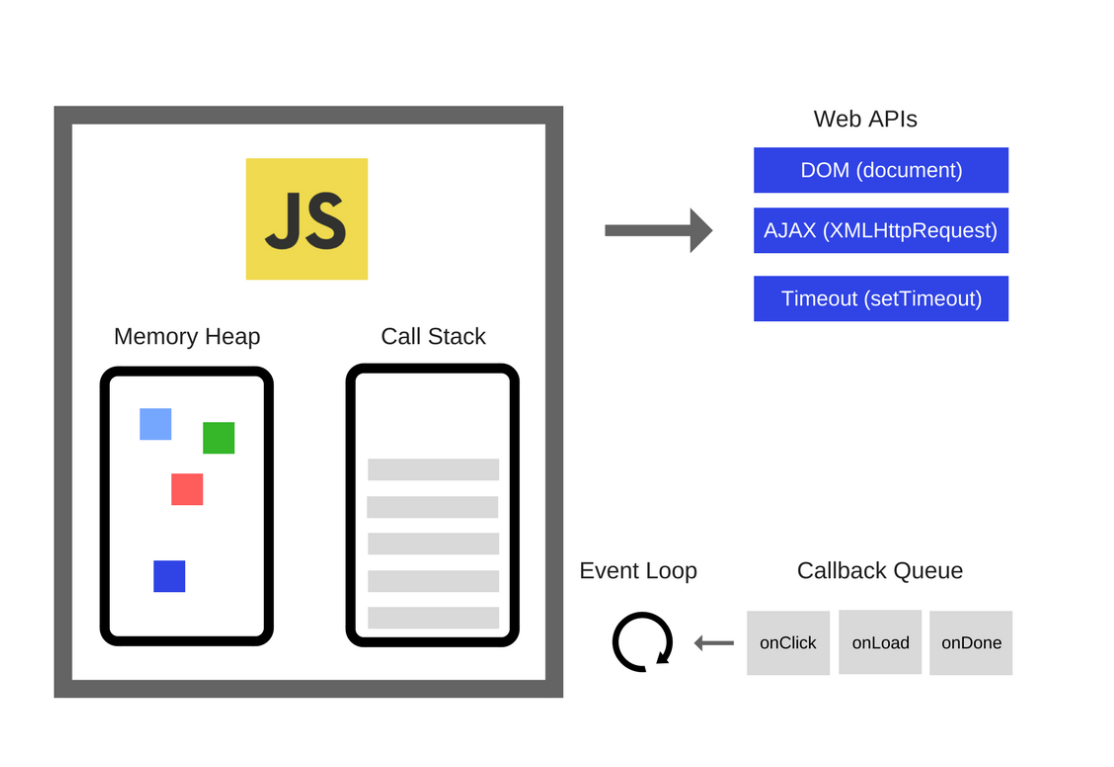 Web APIs
DOM (document)
AJAX (XMLHttpRequest)
Timeout (setTimeout)
JS
Memory Heap
Call Stack
Event Loop
Callback Queue
onClick
onLoad
onDone